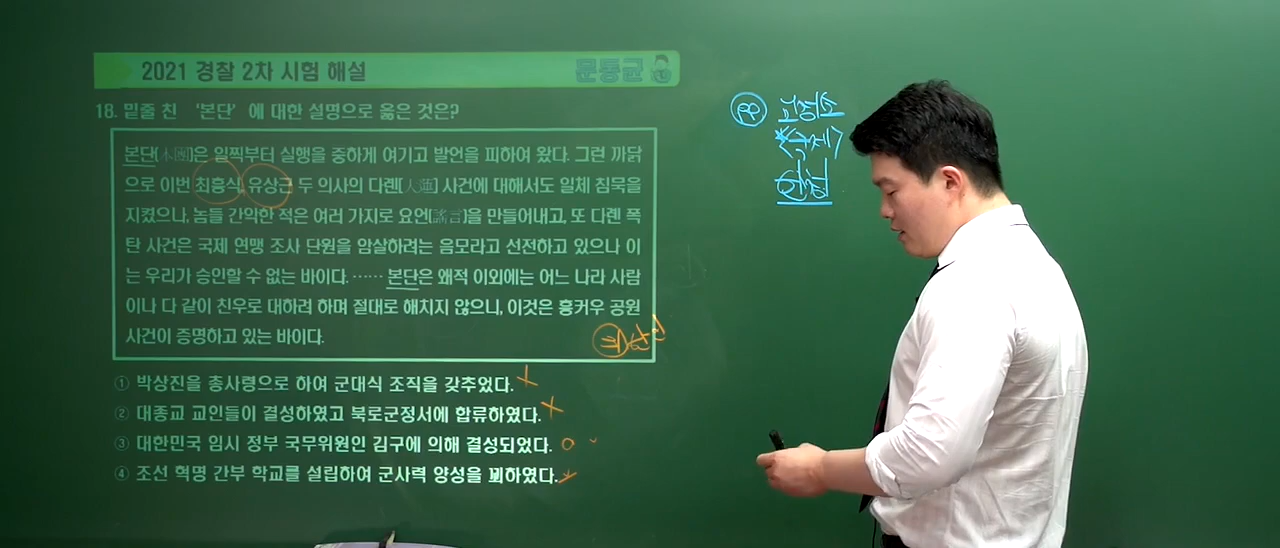 2021 경찰 2차 시험 해설
문동균
18. 밑줄 친 '본단' 에 대한 설명으로 옳은 것은?
본단[本團]은 일찍부터 실행을 중하게 여기고 발언을 피하여 왔다. 그런 까닭
으로 이번 최흥식, 유상근 두 의사의 다롄[大蓮] 사건에 대해서도 일체 침묵을
지켰으나, 놈들 간악한 적은 여러 가지로 요언[謠言]을 만들어내고, 또 다롄 폭
탄 사건은 국제 연맹 조사 단원을 암살하려는 음모라고 선전하고 있으나 이
는 우리가 승인할 수 없는 바이다. …… 본단은 왜적 이외에는 어느 나라 사람
이나 다 같이 친우로 대하려 하며 절대로 해치지 않으니, 이것은 홍커우 공원
사건이 증명하고 있는 바이다.
① 박상진을 총사령으로 하여 군대식 조직을 갖추었다.
② 대종교 교인들이 결성하였고 북로군정서에 합류하였다.
③ 대한민국 임시 정부 국무위원인 김구에 의해 결성되었다.
④ 조선 혁명 간부 학교를 설립하여 군사력 양성을 꾀하였다.